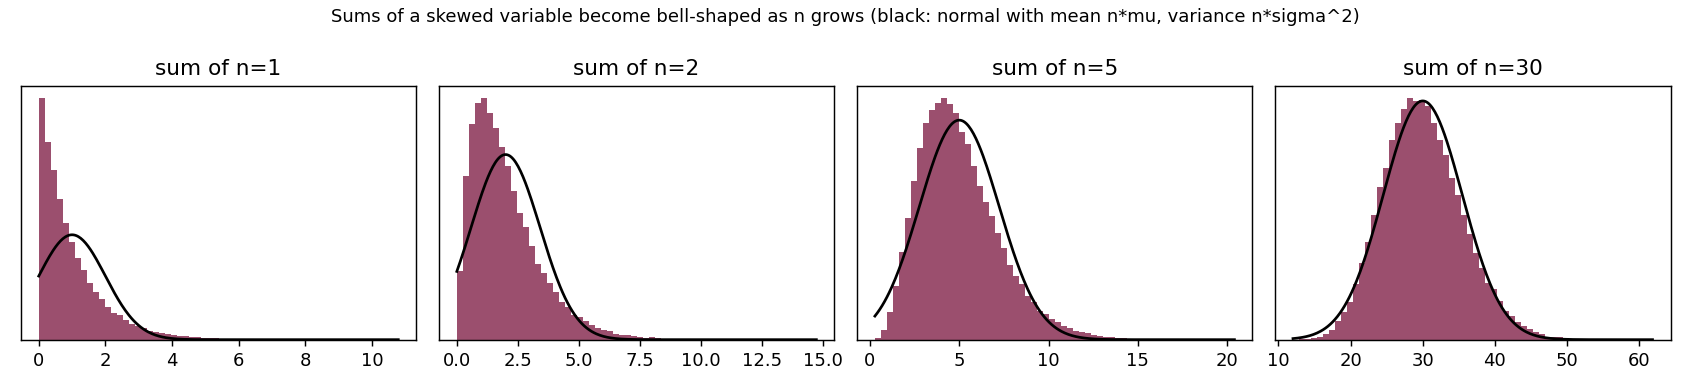 Sums of a skewed variable become bell-shaped as n grows (black: normal with mean n*mu, variance n*sigma^2)
sum of n=1
sum of n=2
sum of n=5
sum of n=30
0 2 4 6 8 10
0.0 2.5 5.0 7.5 10.0 12.5 15.0
0 5 10 15 20
10 20 30 40 50 60